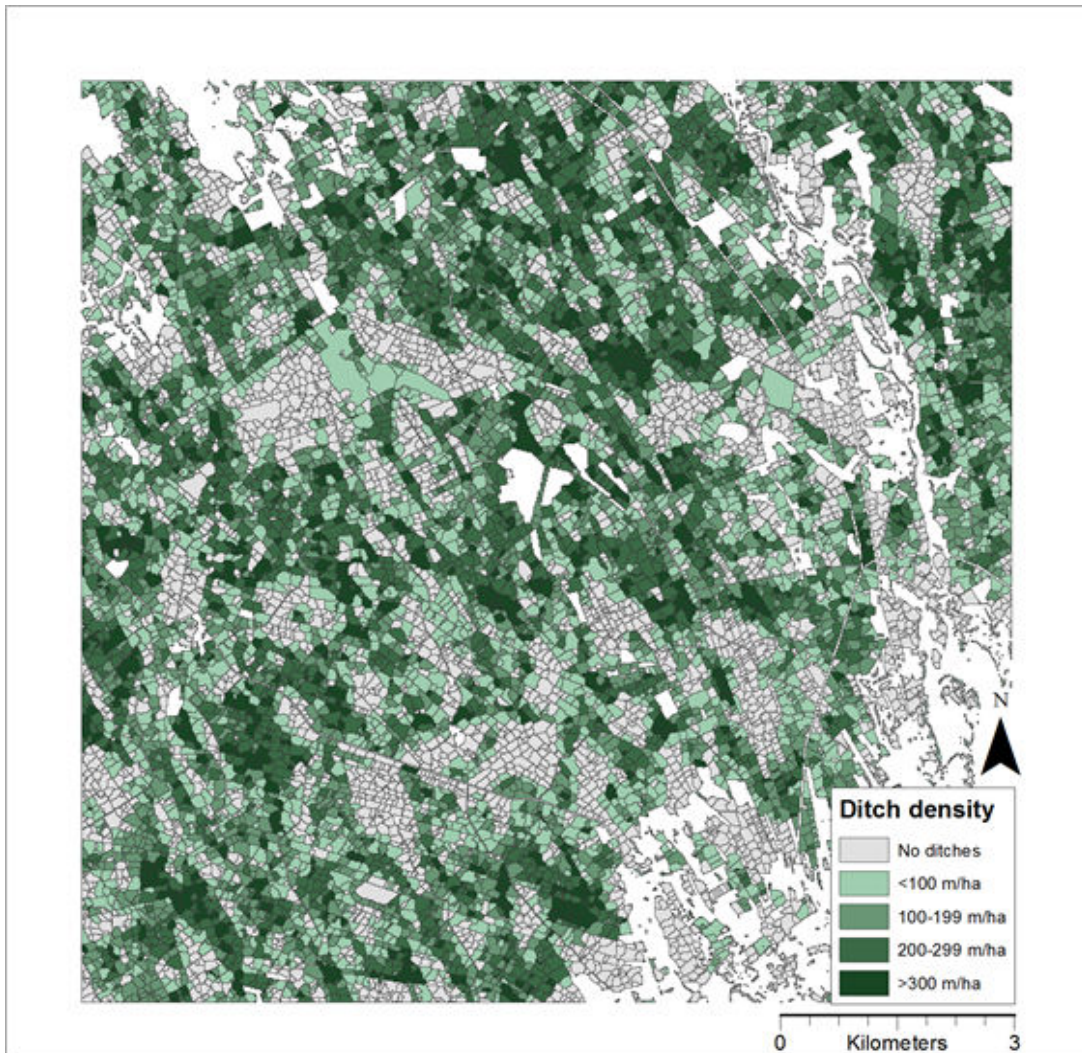 N
Ditch density
No ditches
<100 m/ha
100-199 m/ha
200-299 m/ha
>300 m/ha
0 Kilometers 3